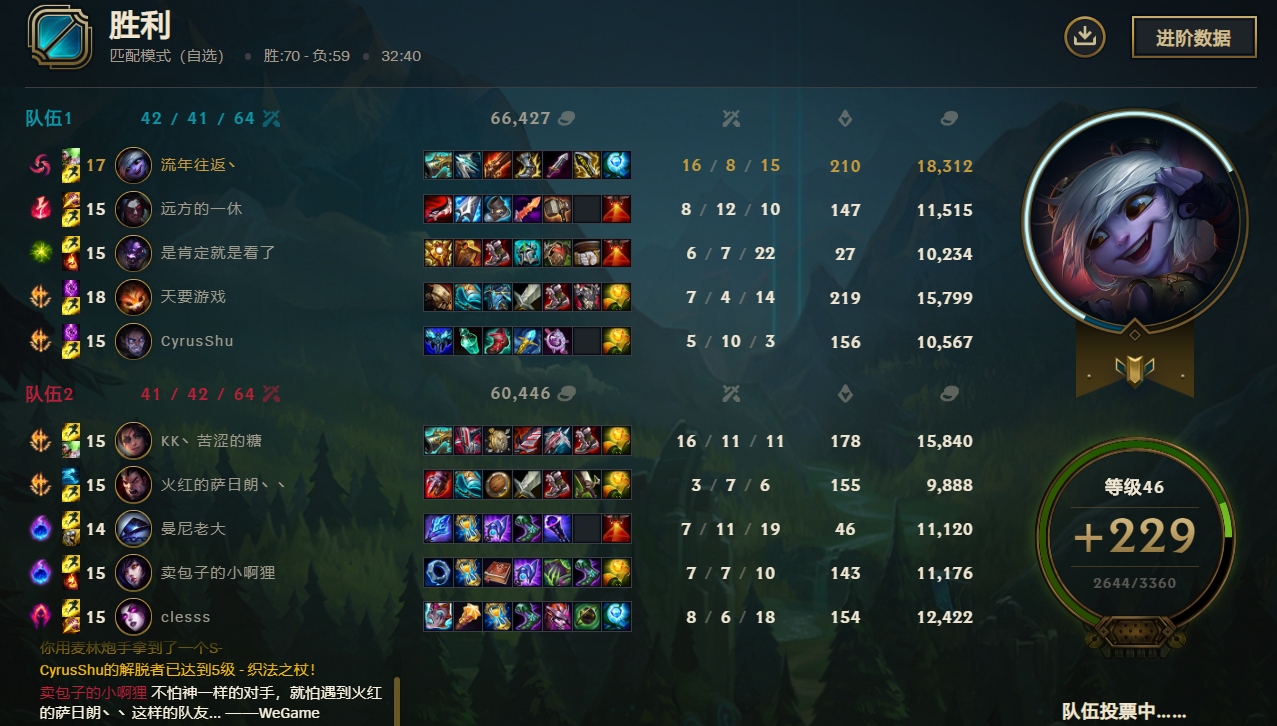 胜利
匹配模式（自选） 胜:70 - 负:59 32:40
进阶数据
队伍1 42 / 41 / 64 66,427
17 流年往返丶 16 / 8 / 15 210 18,312
15 远方的一休 8 / 12 / 10 147 11,515
15 是肯定就是看了 6 / 7 / 22 27 10,234
18 天要游戏 7 / 4 / 14 219 15,799
15 CyrusShu 5 / 10 / 3 156 10,567
队伍2 41 / 42 / 64 60,446
15 KK丶苦涩的糖 16 / 11 / 11 178 15,840
15 火红的萨日朗丶丶 3 / 7 / 6 155 9,888
14 曼尼老大 7 / 11 / 19 46 11,120
15 卖包子的小啊狸 7 / 7 / 10 143 11,176
15 clesss 8 / 6 / 18 154 12,422
等级46
+229
2644/3360
你用麦林炮手拿到了一个S-
CyrusShu的解脱者已达到5级 - 织法之杖！
卖包子的小啊狸 不怕神一样的对手，就怕遇到火红
的萨日朗丶丶 这样的队友... ——WeGame
队伍投票中......